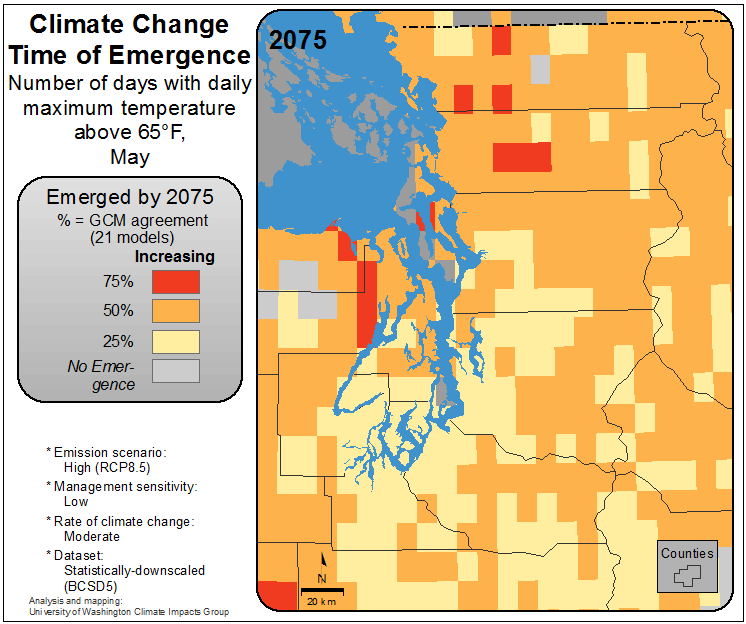 Climate Change
Time of Emergence
Number of days with daily
maximum temperature
above 65°F,
May
Emerged by 2075
% = GCM agreement
(21 models)
Increasing
75%
50%
25%
No Emer-
gence
* Emission scenario:
High (RCP8.5)
* Management sensitivity:
Low
* Rate of climate change:
Moderate
* Dataset:
Statistically-downscaled
(BCSD5)
Analysis and mapping:
University of Washington Climate Impacts Group
2075
N
20 km
Counties